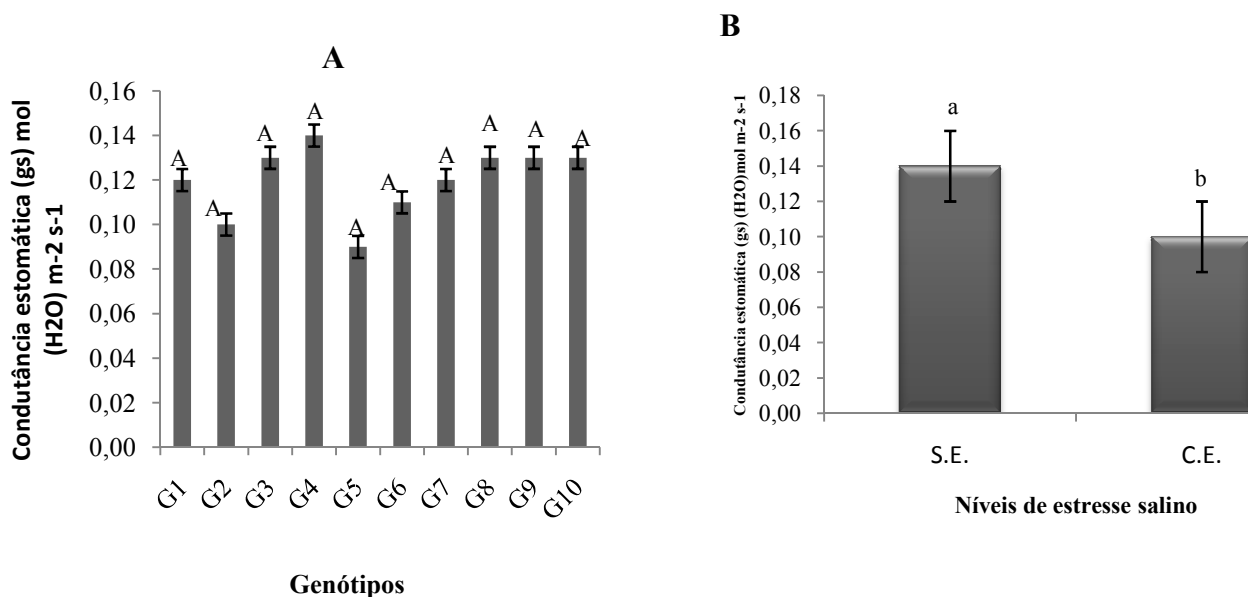 A
Condutância estomática (gs) mol
(H2O) m-2 s-1
0,16
0,14
0,12
0,10
0,08
0,06
0,04
0,02
0,00
A
A
A
A
A
A
A
A
A
A
G1
G2
G3
G4
G5
G6
G7
G8
G9
G10
Genótipos
B
Condutância estomática (gs) (H2O)mol m-2 s-1
0,18
0,16
0,14
0,12
0,10
0,08
0,06
0,04
0,02
0,00
a
b
S.E.
C.E.
Níveis de estresse salino